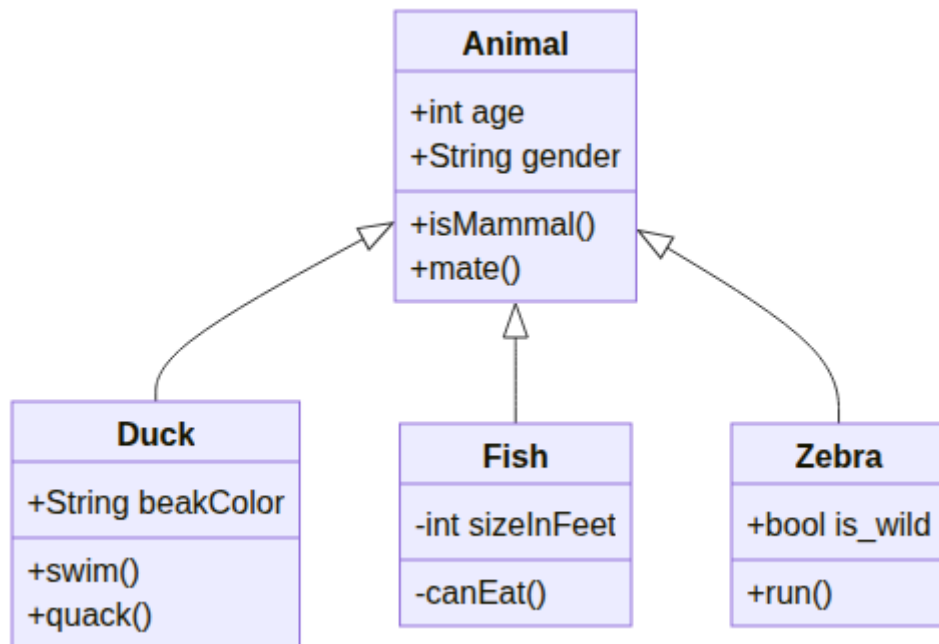 Animal
+int age
+String gender
+isMammal()
+mate()
Duck
+String beakColor
+swim()
+quack()
Fish
-int sizeInFeet
-canEat()
Zebra
+bool is_wild
+run()